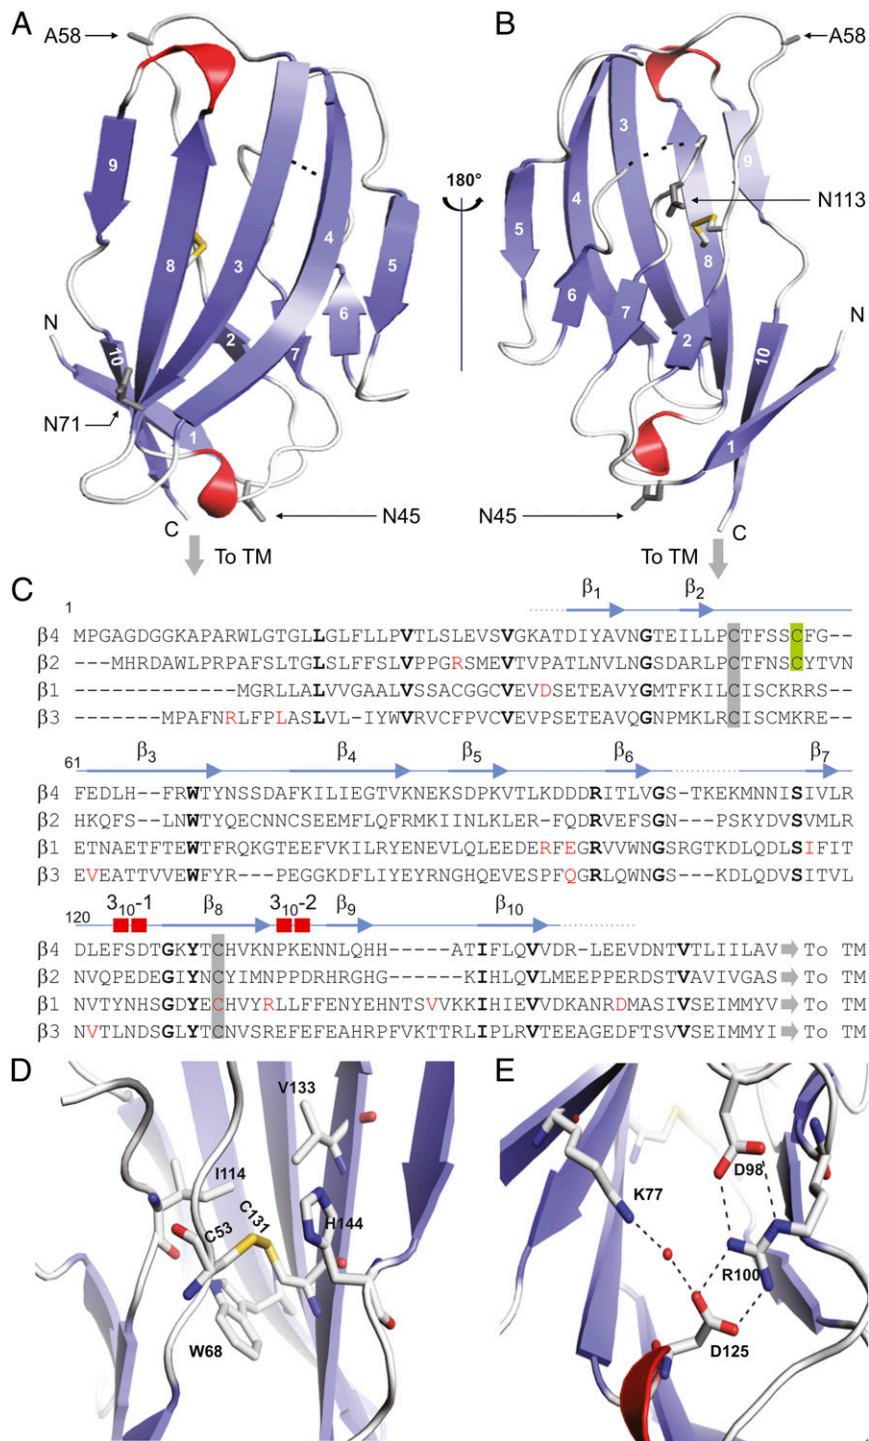 A
B
A58
A58
3
9
9
3
4
N113
4
5
5
8
8
3
180°
6
6
7
2
7
2
N
N
10
10
N71
1
1
N45
N45
C
C
To TM
To TM
C
1
β1
β2
β4 MPGAGDGGKAPARWLGTGLLGLFLLPVTLSLEVSVGKATDIYAVNGTEILLPCTFSSCFG--
β2 ---MHRDAWLPRPAFSLTGLSLFFSLVPPGRSMEVTVPATLNVLNGSDARLPCTFNSCYTVN
β1 -------------MGRLLALVVGAALVSSACGGCVEVDSETEAVYGMTFKILCISCKRRS-
β3 -------MPAFNRLFPLASLVL-IYWVRVCFPVCVEVPSETEAVQGNPMKLRCISCMKRE--
61
β3
β4
β5
β6
β7
β4 FEDLH--FRWTYNSSDAFKILIEGTVKNEKSDPKVTLKDDDRITLVGS-TKEKMNNISIVLR
β2 HKQFS--LNWTYQECNNCSEEMFLQFRMKIINLKLER-FQDRVEFSGN--PSKYDVSVMLR
β1 ETNAETFTEWTFRQKGTEEFVKILRYENEVLQLEEDERFEGRVVWNGSRGTKDLQDLSIFIT
β3 EVEATTVVEWFYR--PEGGKDFLIYEYRNGHQEVESPFQGRLQWNGS--KDLQDVSITVL
120
3₁₀-1
β8
3₁₀-2
β9
β10
β4 DLEFSDTGKYTCHVKNPKENNLQHH-----ATIFLQVVDR-LEEVDNTVTLIILAV To TM
β2 NVQPEDEGIYNCYIMNPPDRHRGHG-----KIHLQVLMEEPPERDSTVAVIVGAS To TM
β1 NVTYNHSGDYECHVYRLLFFENYEHNTSVVKKIHIEVVDKANRDMASIVSEIMMYV To TM
β3 NVTLNDSGLYTCNVSREFEFEAHRPFVKTTRLIPLRVTEEAGEDFTSVVSEIMMYI To TM
D
E
V133
I114
C53
C131
H144
W68
K77
D98
R100
D125